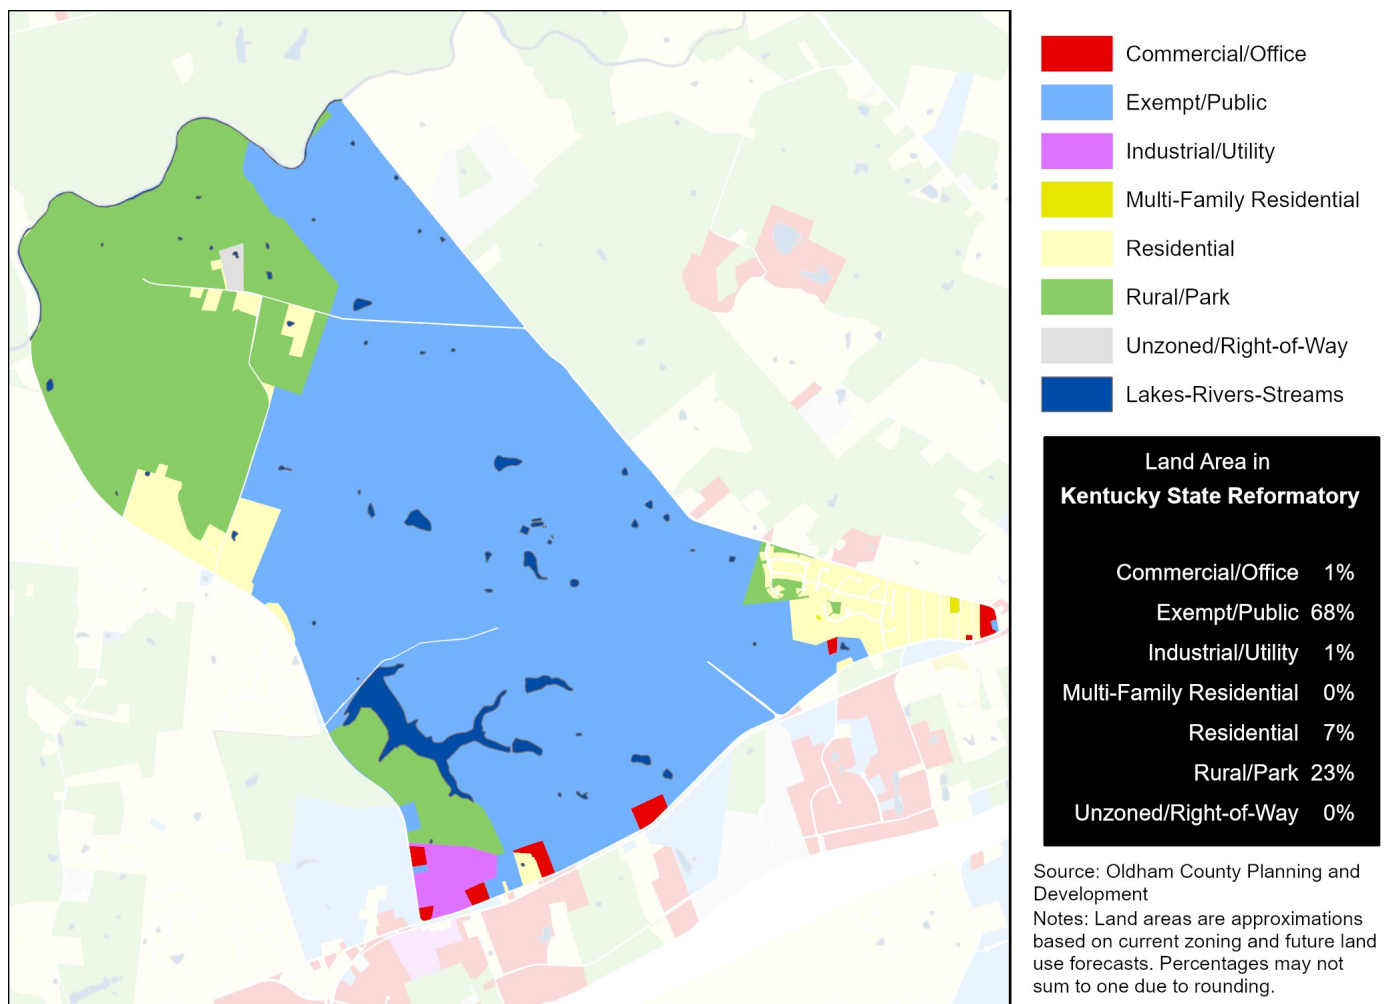 Commercial/Office
Exempt/Public
Industrial/Utility
Multi-Family Residential
Residential
Rural/Park
Unzoned/Right-of-Way
Lakes-Rivers-Streams
Land Area in
Kentucky State Reformatory
Commercial/Office 1%
Exempt/Public 68%
Industrial/Utility 1%
Multi-Family Residential 0%
Residential 7%
Rural/Park 23%
Unzoned/Right-of-Way 0%
Source: Oldham County Planning and
Development
Notes: Land areas are approximations
based on current zoning and future land
use forecasts. Percentages may not
sum to one due to rounding.